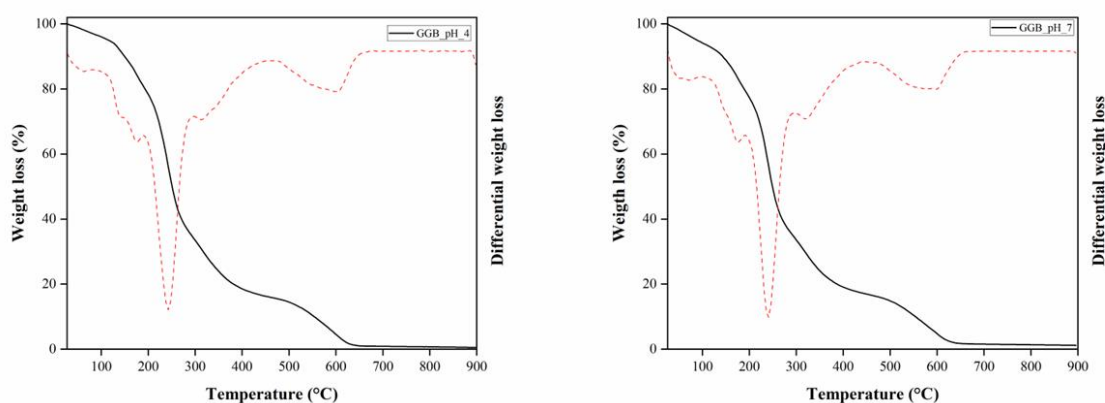 GGB_pH_4
100
80
60
40
20
0
Weight loss (%)
Differential weight loss
100 200 300 400 500 600 700 800 900
Temperature (°C)
GGB_pH_7
100
80
60
40
20
0
Weigth loss (%)
Differential weight loss
100 200 300 400 500 600 700 800 900
Temperature (°C)